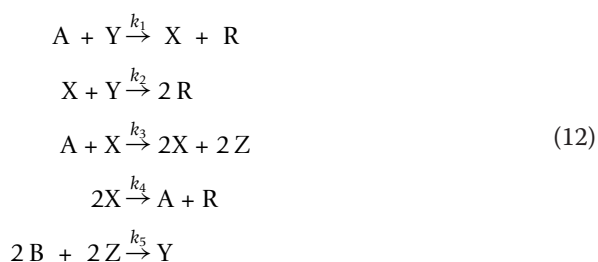 A + Y →k₁ X + R
X + Y →k₂ 2 R
A + X →k₃ 2X + 2 Z
(12)
2X →k₄ A + R
2 B + 2 Z →k₅ Y